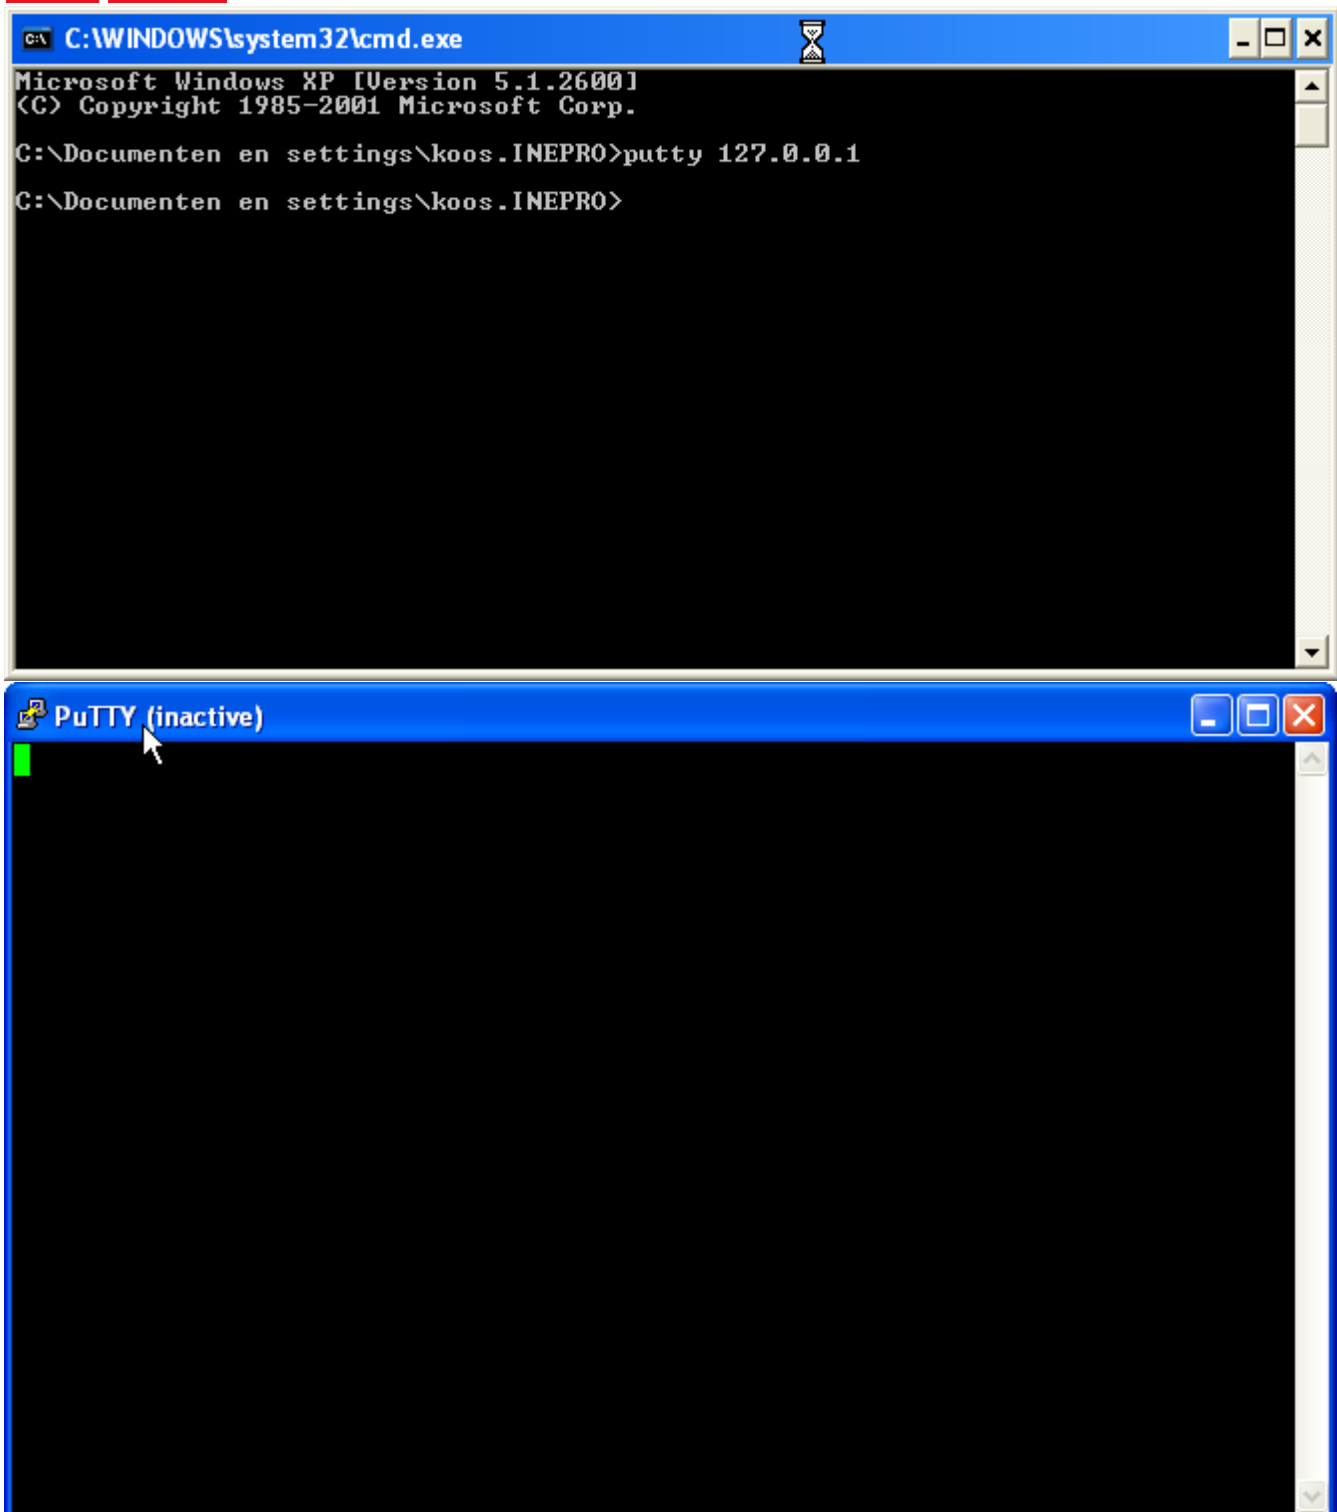 C:\WINDOWS\system32\cmd.exe
Microsoft Windows XP [Version 5.1.2600]
(C) Copyright 1985-2001 Microsoft Corp.
C:\Documenten en settings\koos.INEPRO>putty 127.0.0.1
C:\Documenten en settings\koos.INEPRO>
PuTTY (inactive)